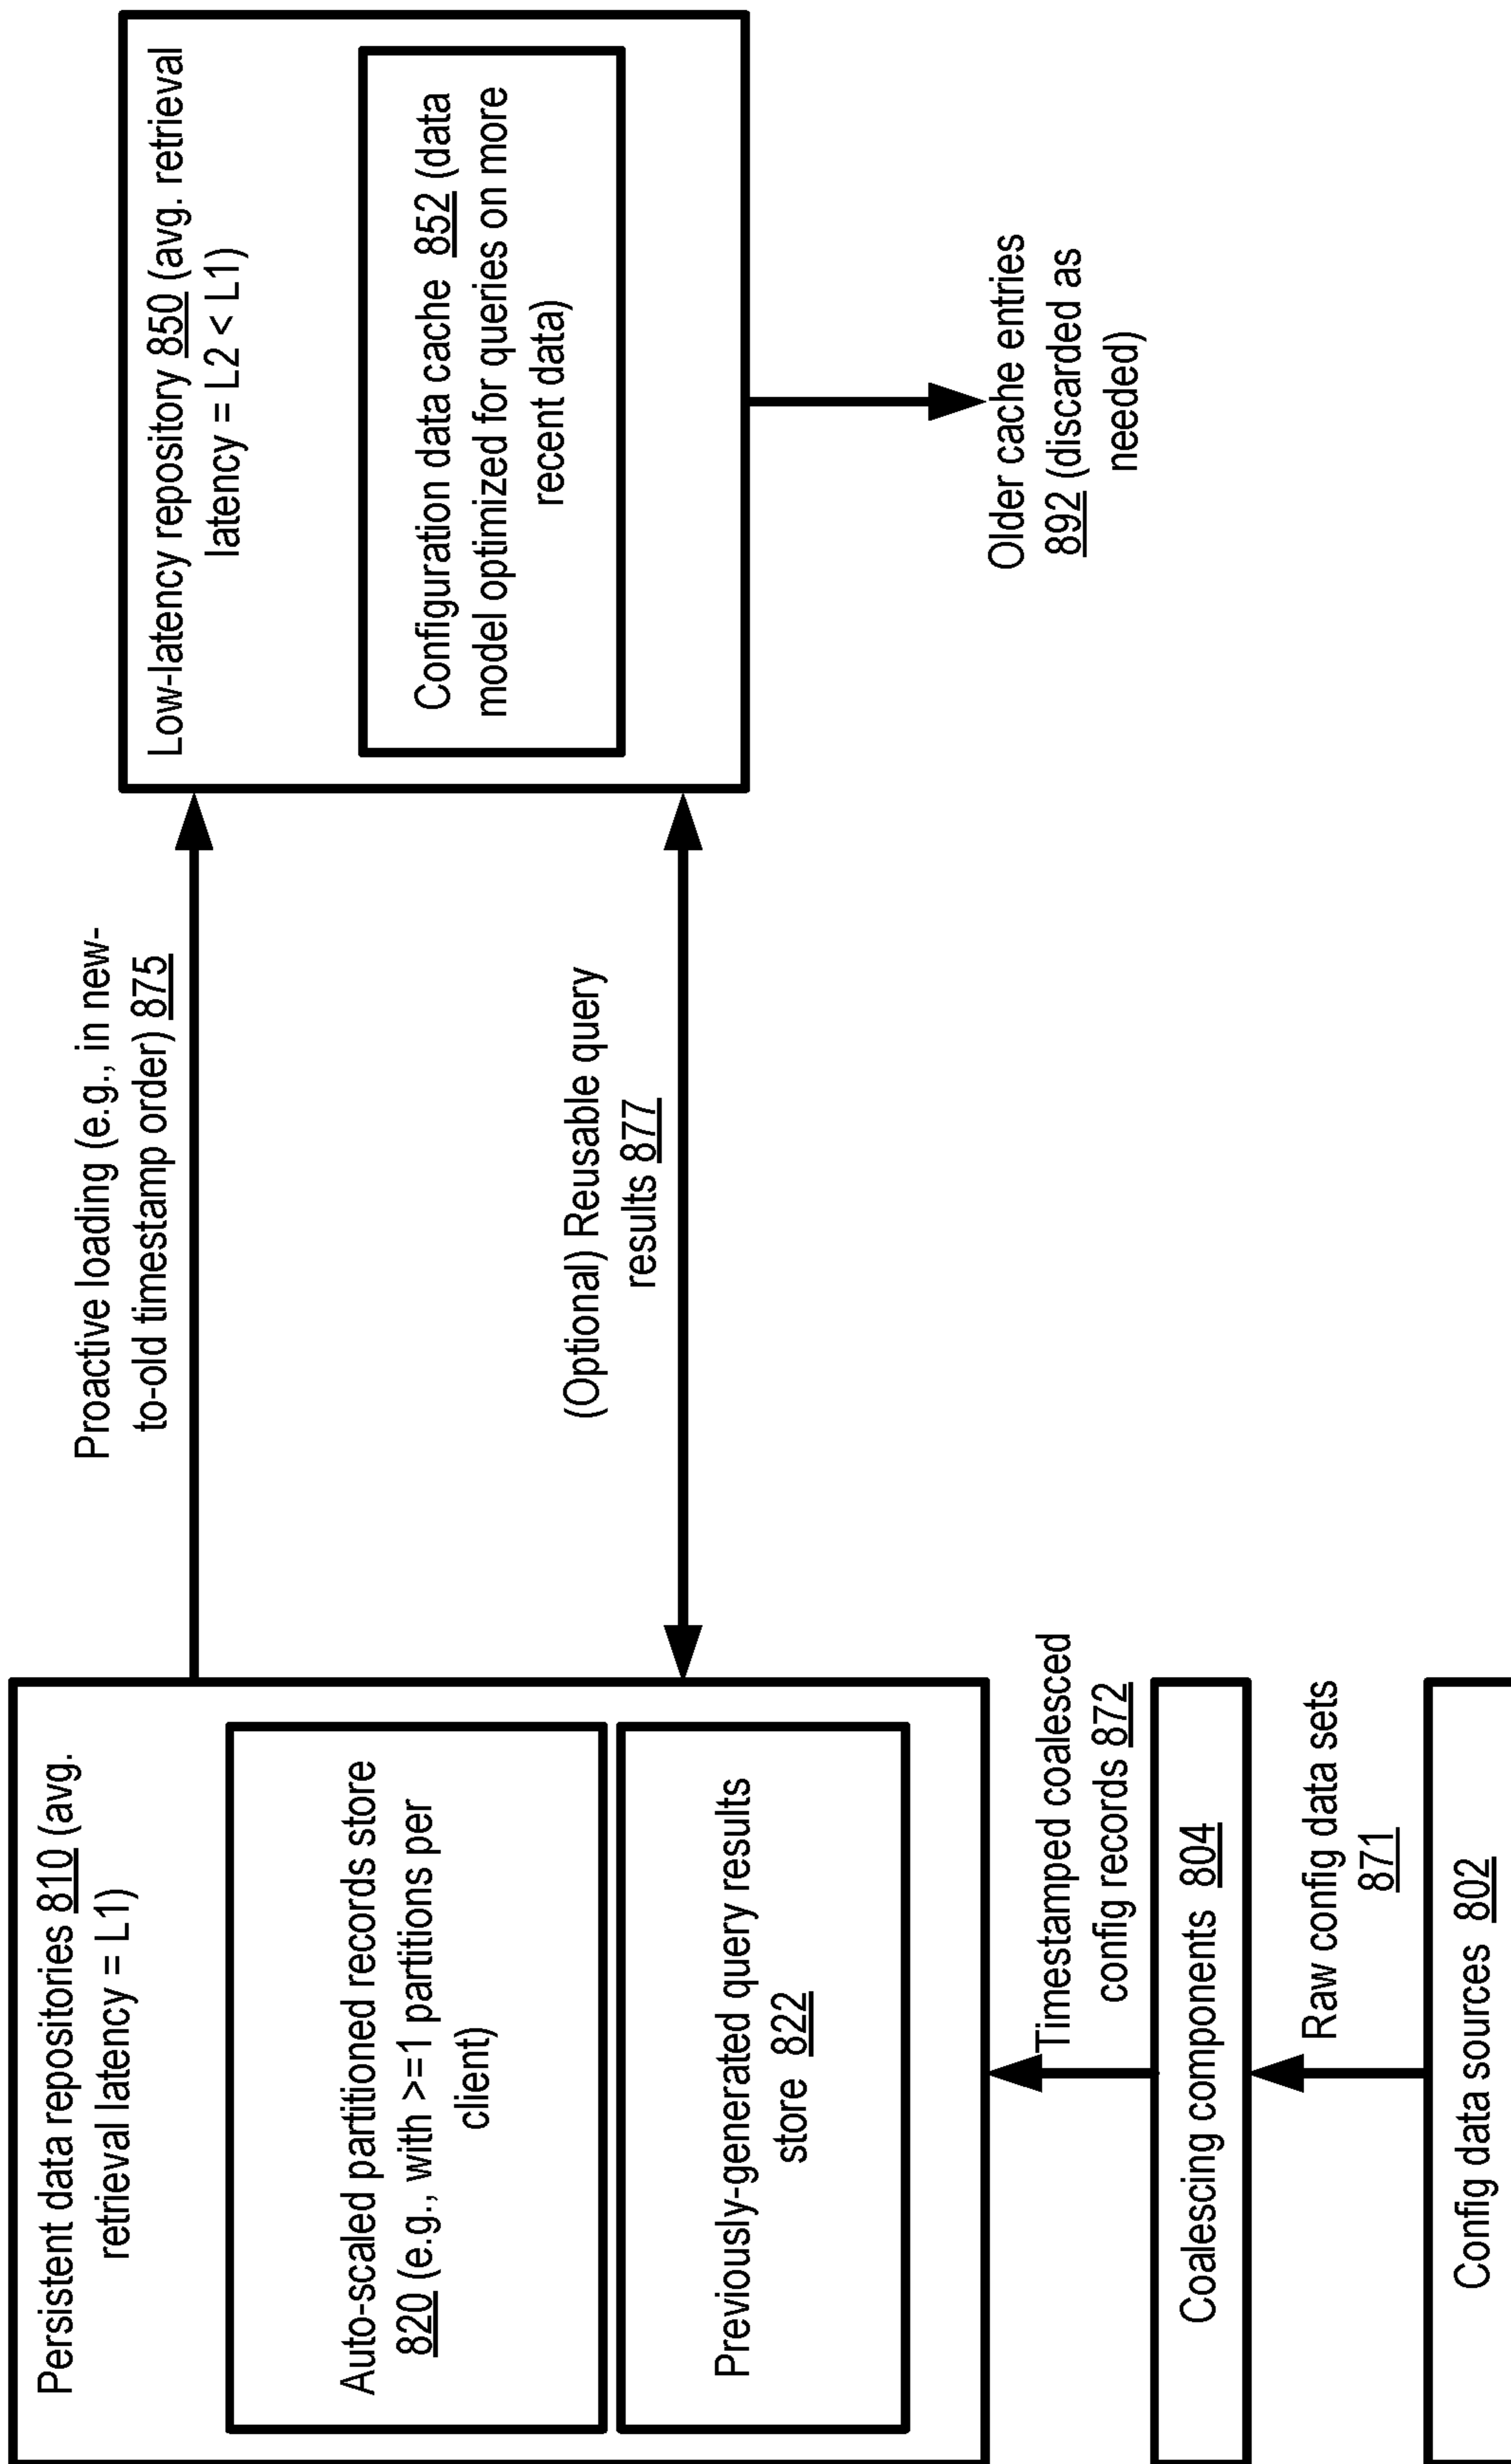 Persistent data repositories 810 (avg.
retrieval latency = L1)
Auto-scaled partitioned records store
820 (e.g., with >=1 partitions per
client)
Previously-generated query results
store 822
Timestamped coalesced
config records 872
Coalescing components 804
Raw config data sets
871
Config data sources 802
Proactive loading (e.g., in new-
to-old timestamp order) 875
(Optional) Reusable query
results 877
Low-latency repository 850 (avg. retrieval
latency = L2 < L1)
Configuration data cache 852 (data
model optimized for queries on more
recent data)
Older cache entries
892 (discarded as
needed)